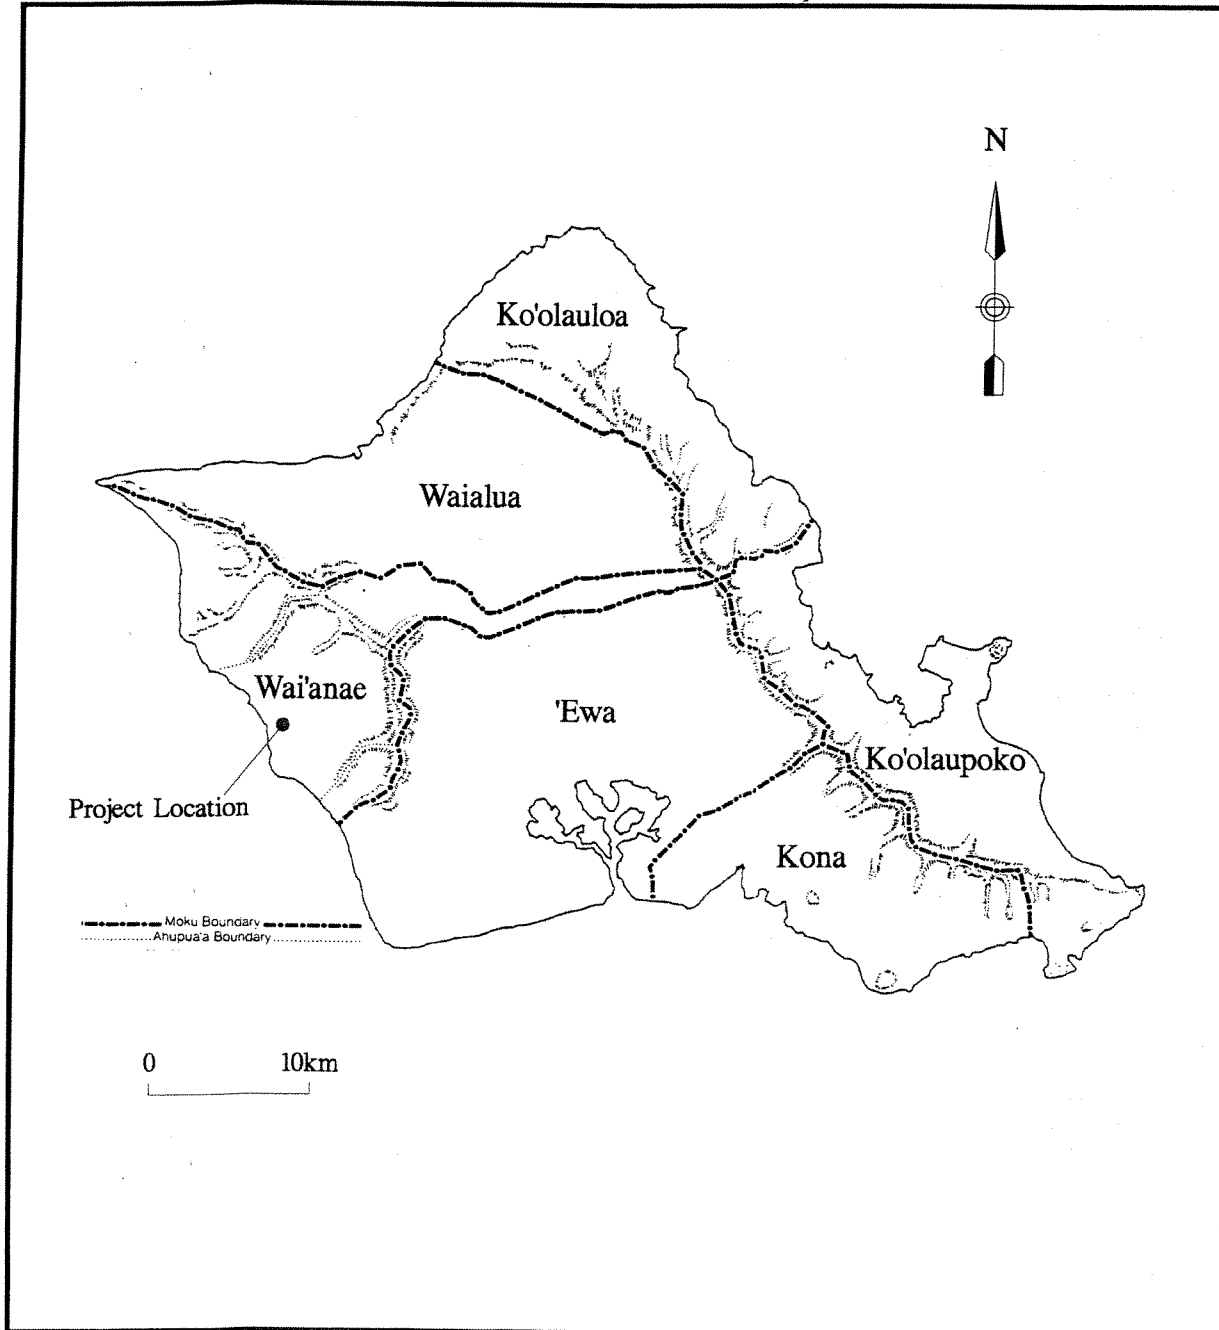 N
Ko'olauloa
Waialua
Wai'anae
'Ewa
Ko'olaupoko
Project Location
Kona
Moku Boundary
Ahupua'a Boundary
0 10km